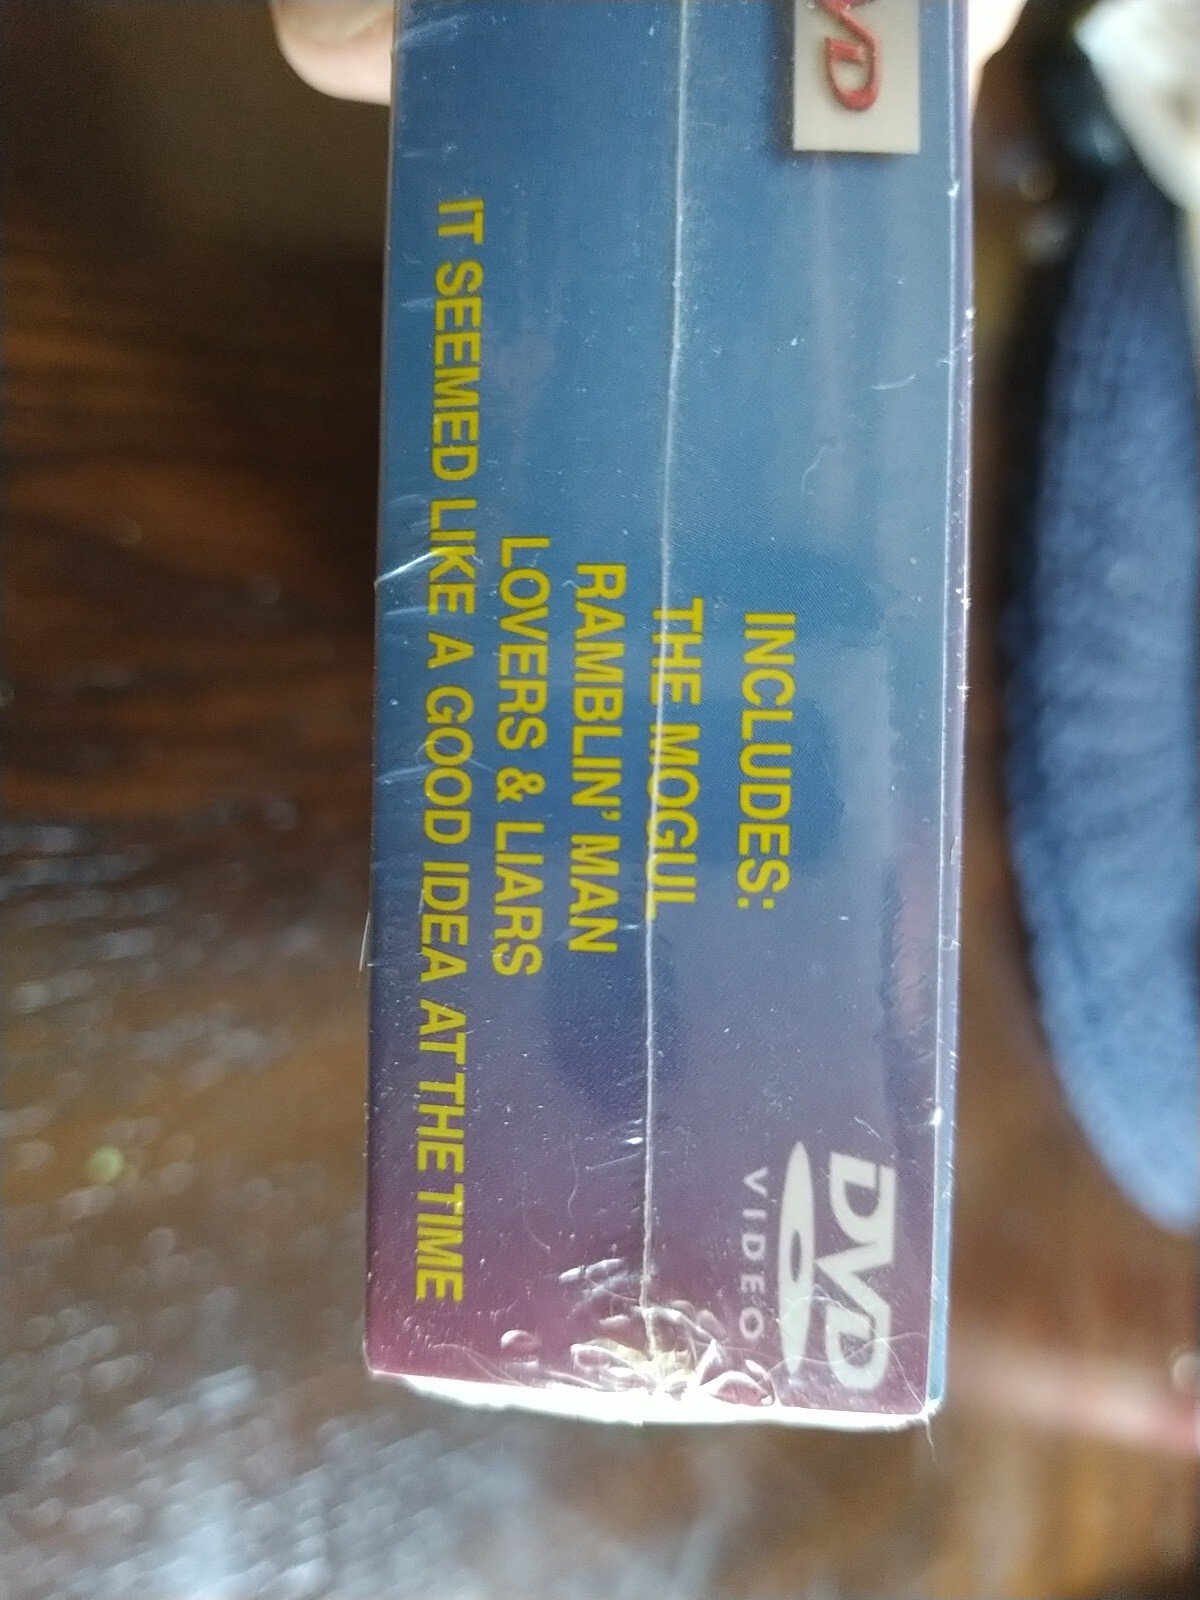 INCLUDES:
THE MOGUL
RAMBLIN' MAN
LOVERS & LIARS
IT SEEMED LIKE A GOOD IDEA AT THE TIME
DVD
VIDEO